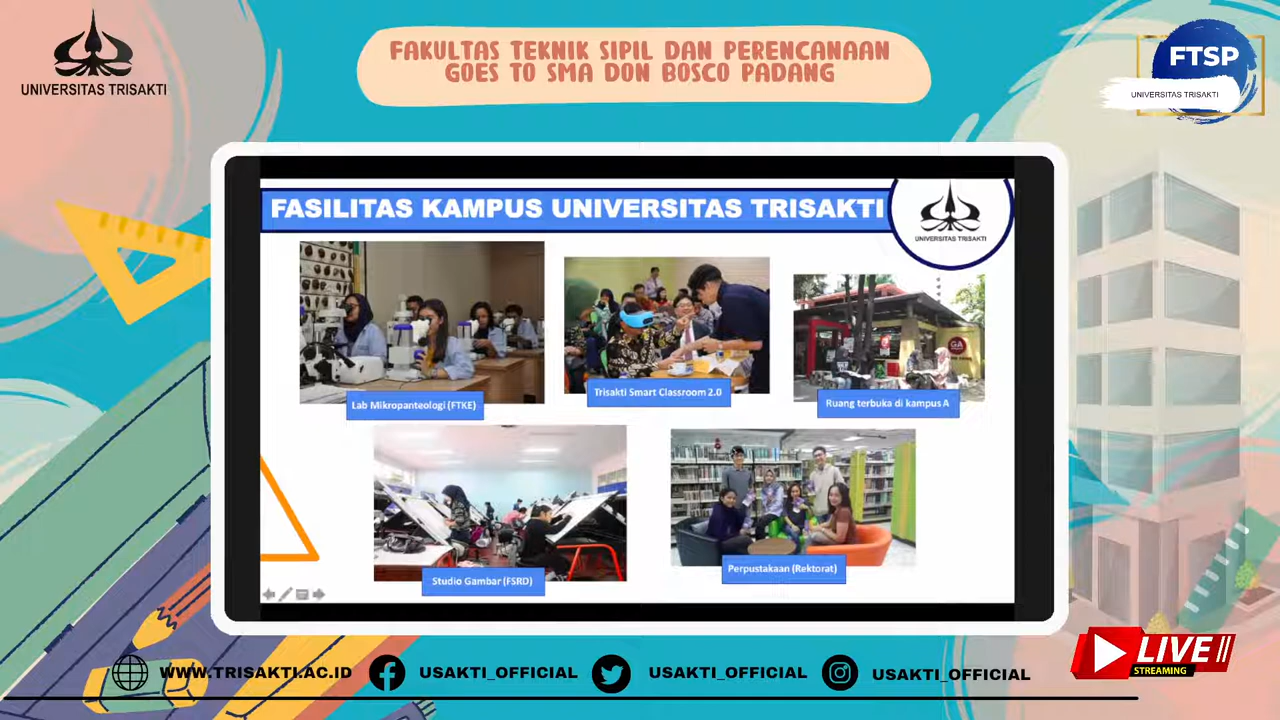 UNIVERSITAS TRISAKTI
FAKULTAS TEKNIK SIPIL DAN PERENCANAAN
GOES TO SMA DON BOSCO PADANG
FTSP
UNIVERSITAS TRISAKTI
FASILITAS KAMPUS UNIVERSITAS TRISAKTI
UNIVERSITAS TRISAKTI
Lab Mikropanteologi (FTKE)
Trisakti Smart Classroom 2.0
GA
Ruang terbuka di kampus A
Studio Gambar (FSRD)
Perpustakaan (Rektorat)
WWW.TRISAKTI.AC.ID
USAKTI_OFFICIAL
USAKTI_OFFICIAL
USAKTI_OFFICIAL
LIVE
STREAMING